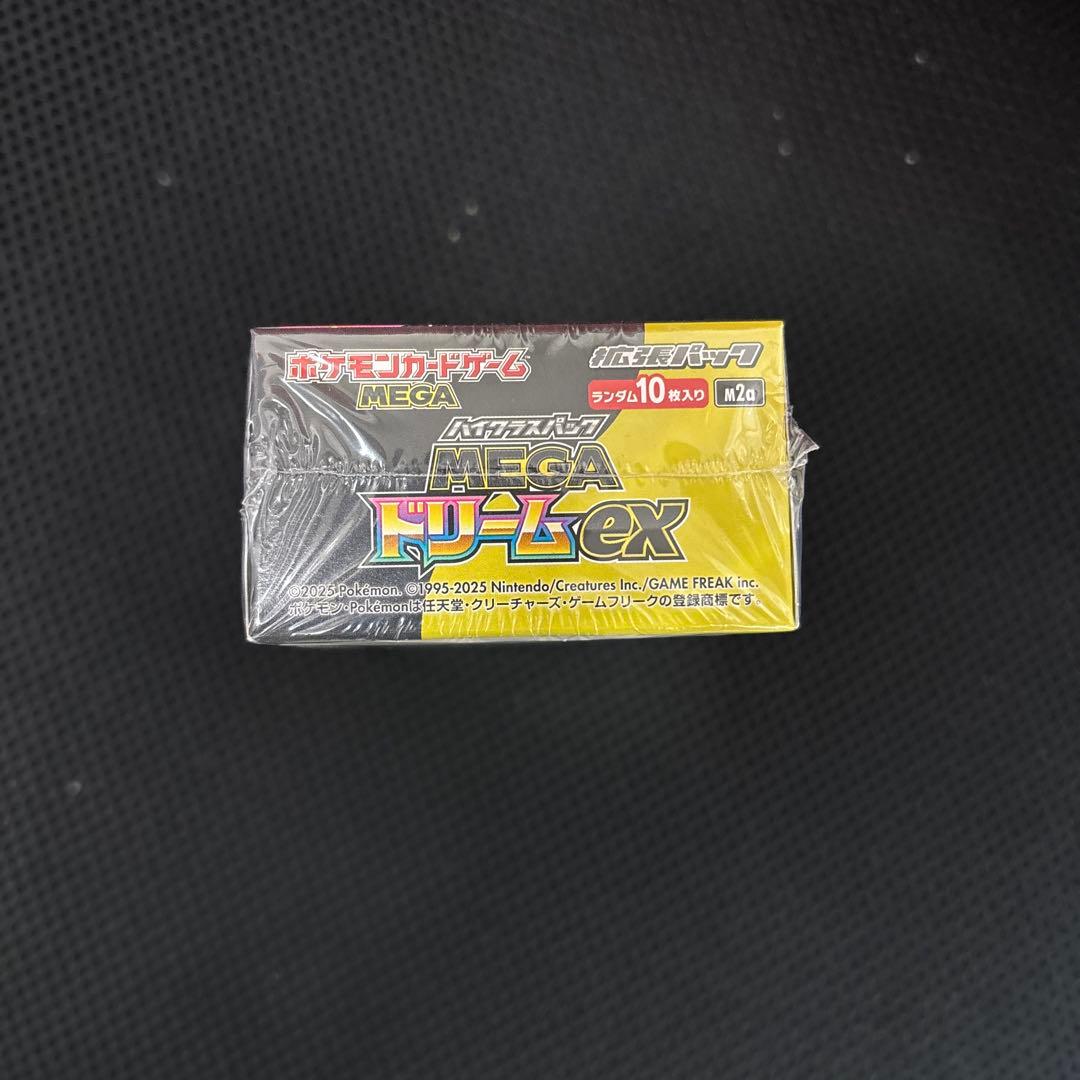 ポケモンカードゲーム
MEGA
拡張パック
ランダム10枚入り M2a
ハイクラスパック
MEGA
ドリームex
©2025 Pokémon. ©1995-2025 Nintendo/Creatures Inc./GAME FREAK inc.
ポケモン・Pokémonは任天堂・クリーチャーズ・ゲームフリークの登録商標です。